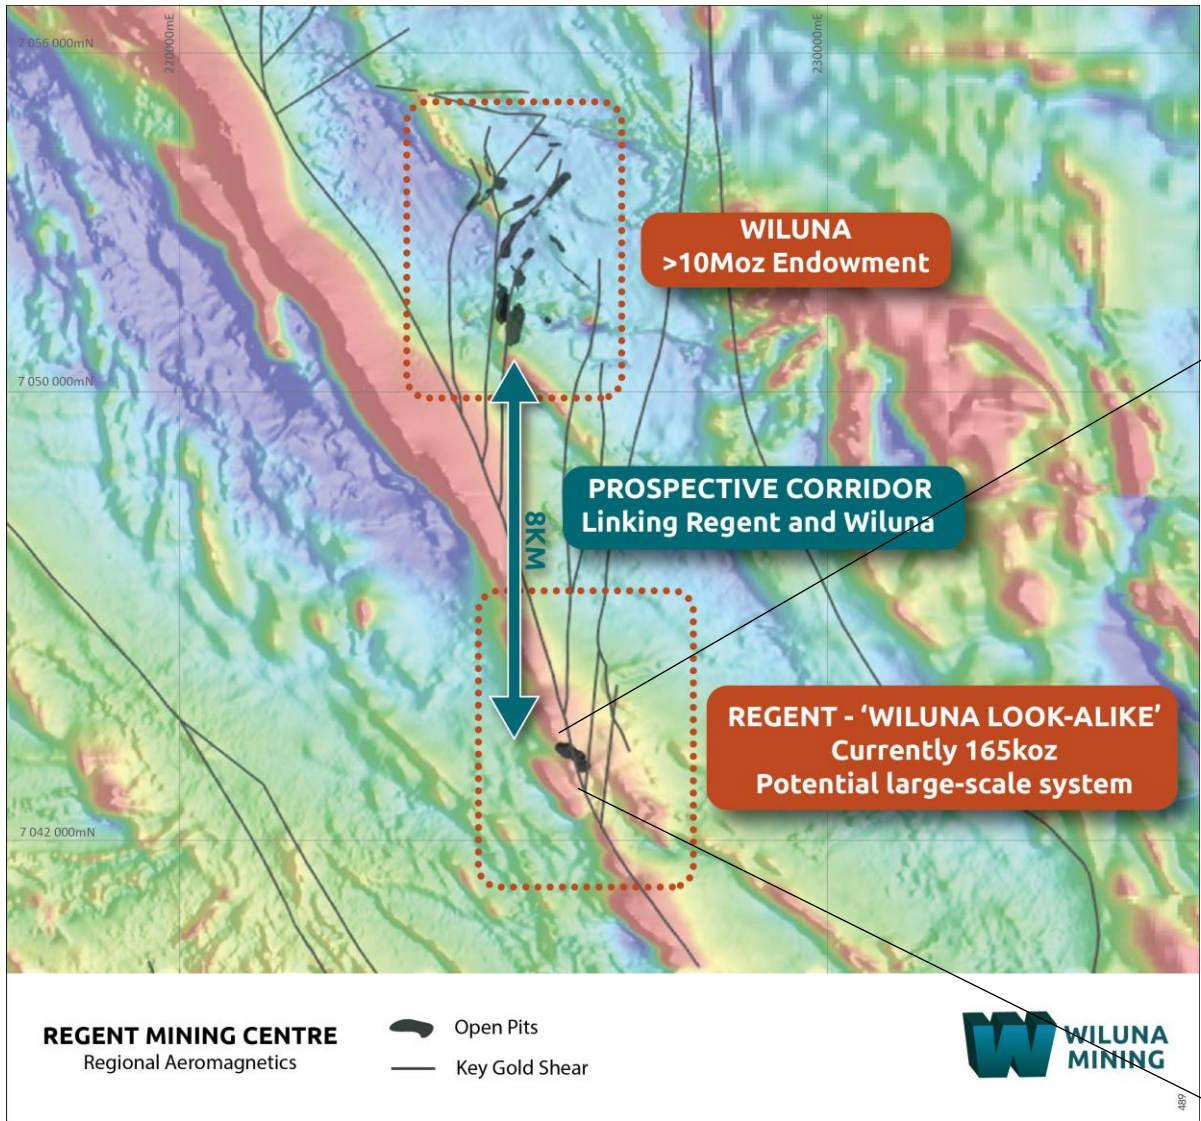 7 056 000mN
220000mE
230000mE
WILUNA
>10Moz Endowment
7 050 000mN
PROSPECTIVE CORRIDOR
Linking Regent and Wiluna
8KM
REGENT - ‘WILUNA LOOK-ALIKE’
Currently 165koz
Potential large-scale system
7 042 000mN
REGENT MINING CENTRE
Regional Aeromagnetics
Open Pits
Key Gold Shear
W WILUNA
MINING
489